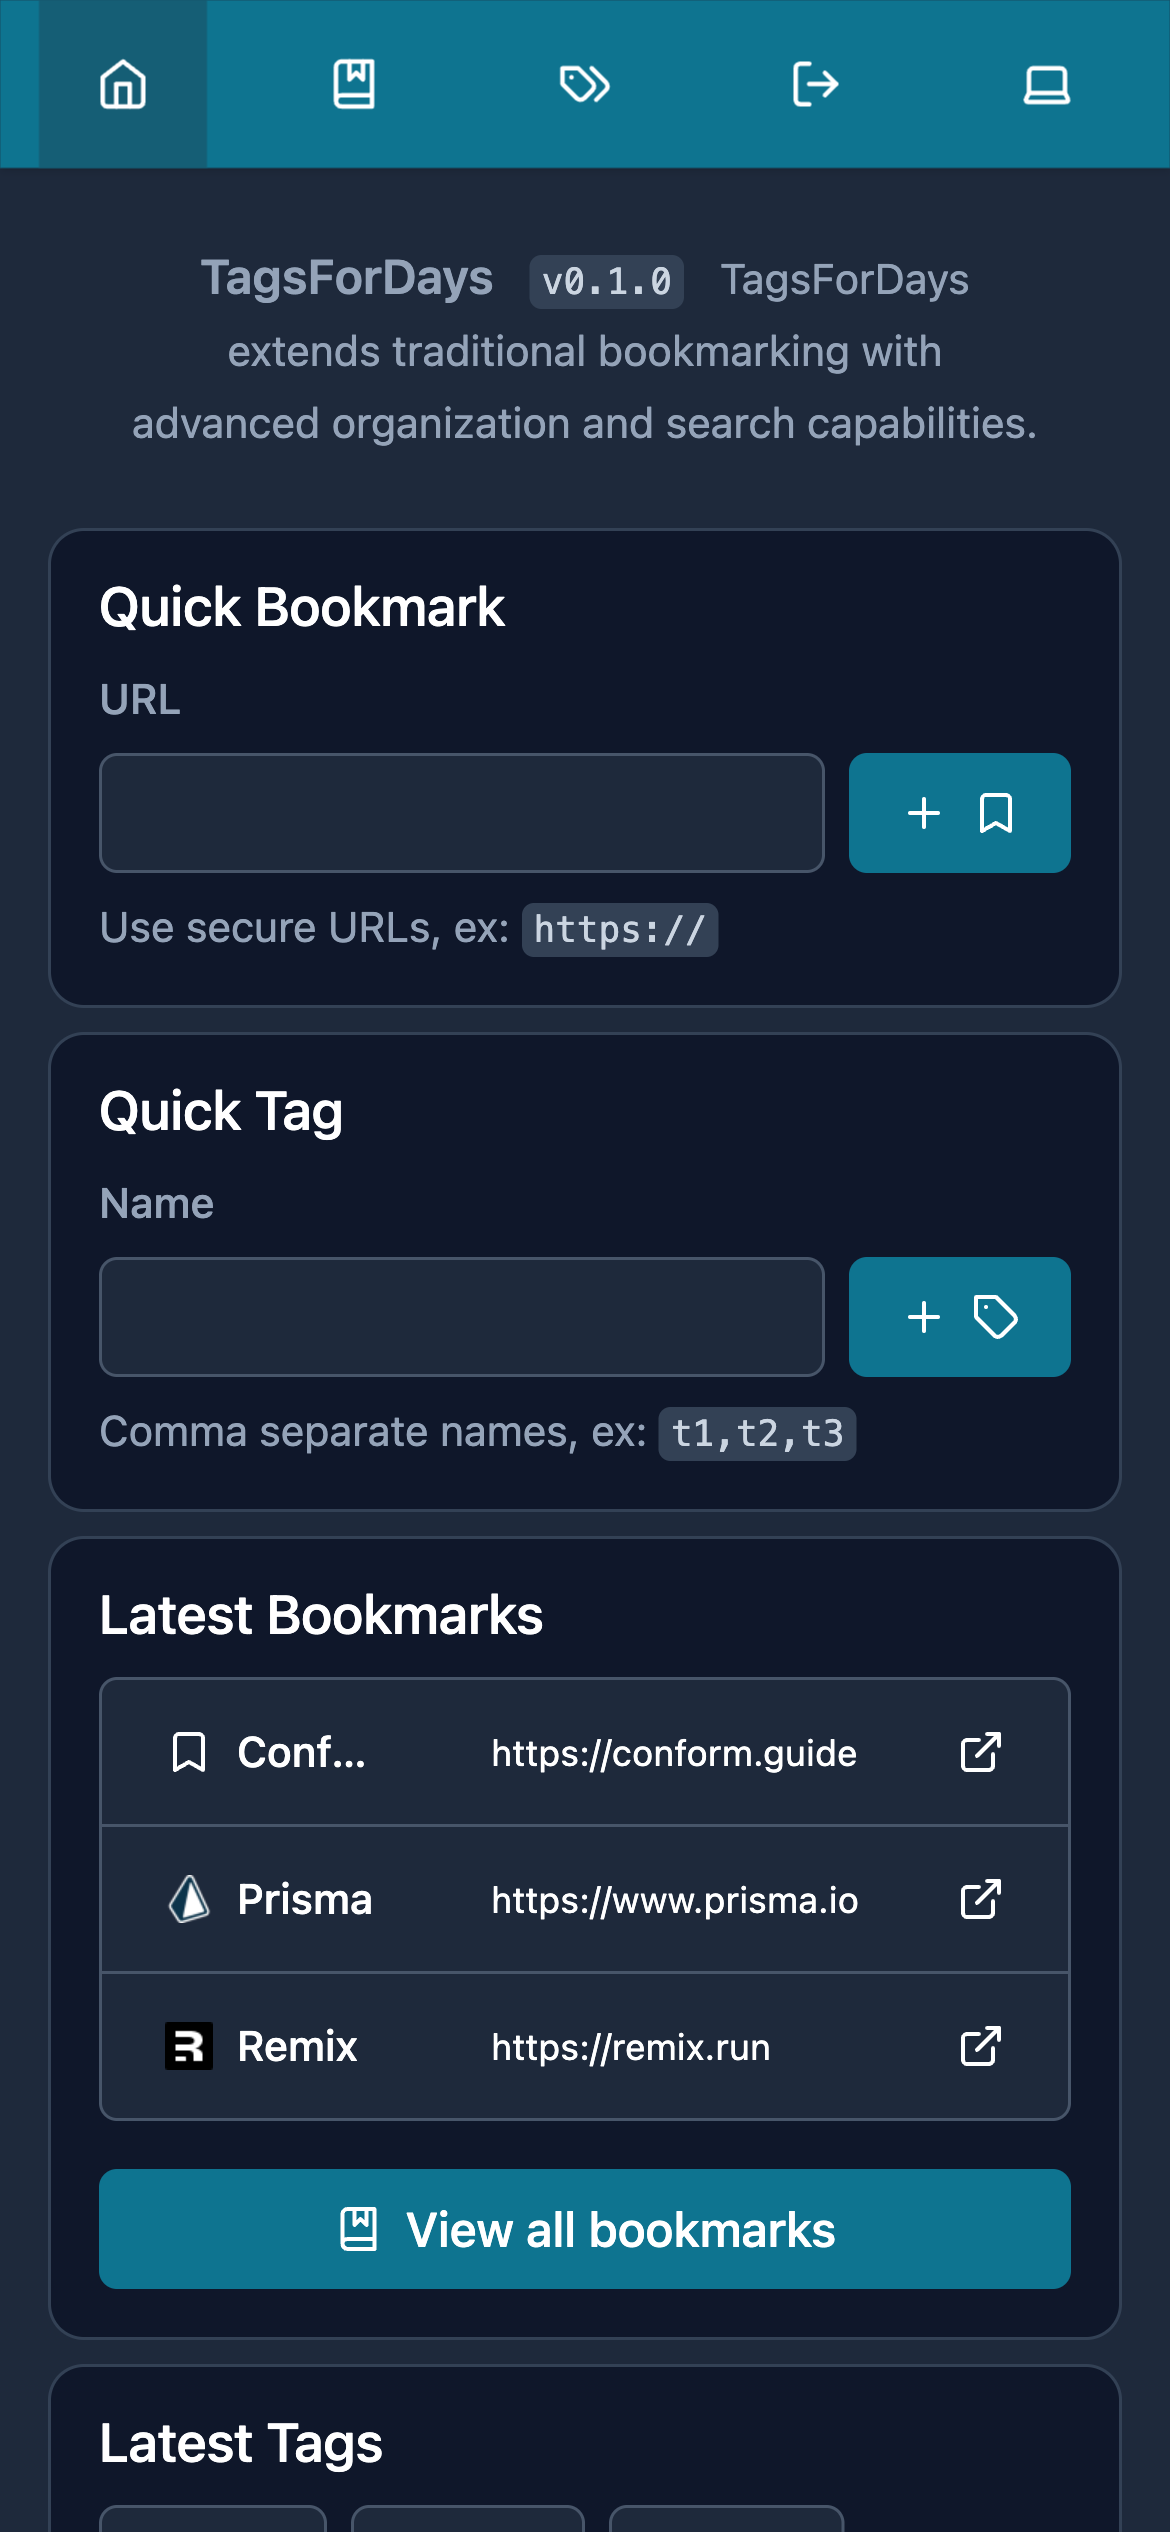 TagsForDays v0.1.0 TagsForDays
extends traditional bookmarking with
advanced organization and search capabilities.
Quick Bookmark
URL
Use secure URLs, ex: https://
Quick Tag
Name
Comma separate names, ex: t1,t2,t3
Latest Bookmarks
Conf... https://conform.guide
Prisma https://www.prisma.io
Remix https://remix.run
View all bookmarks
Latest Tags